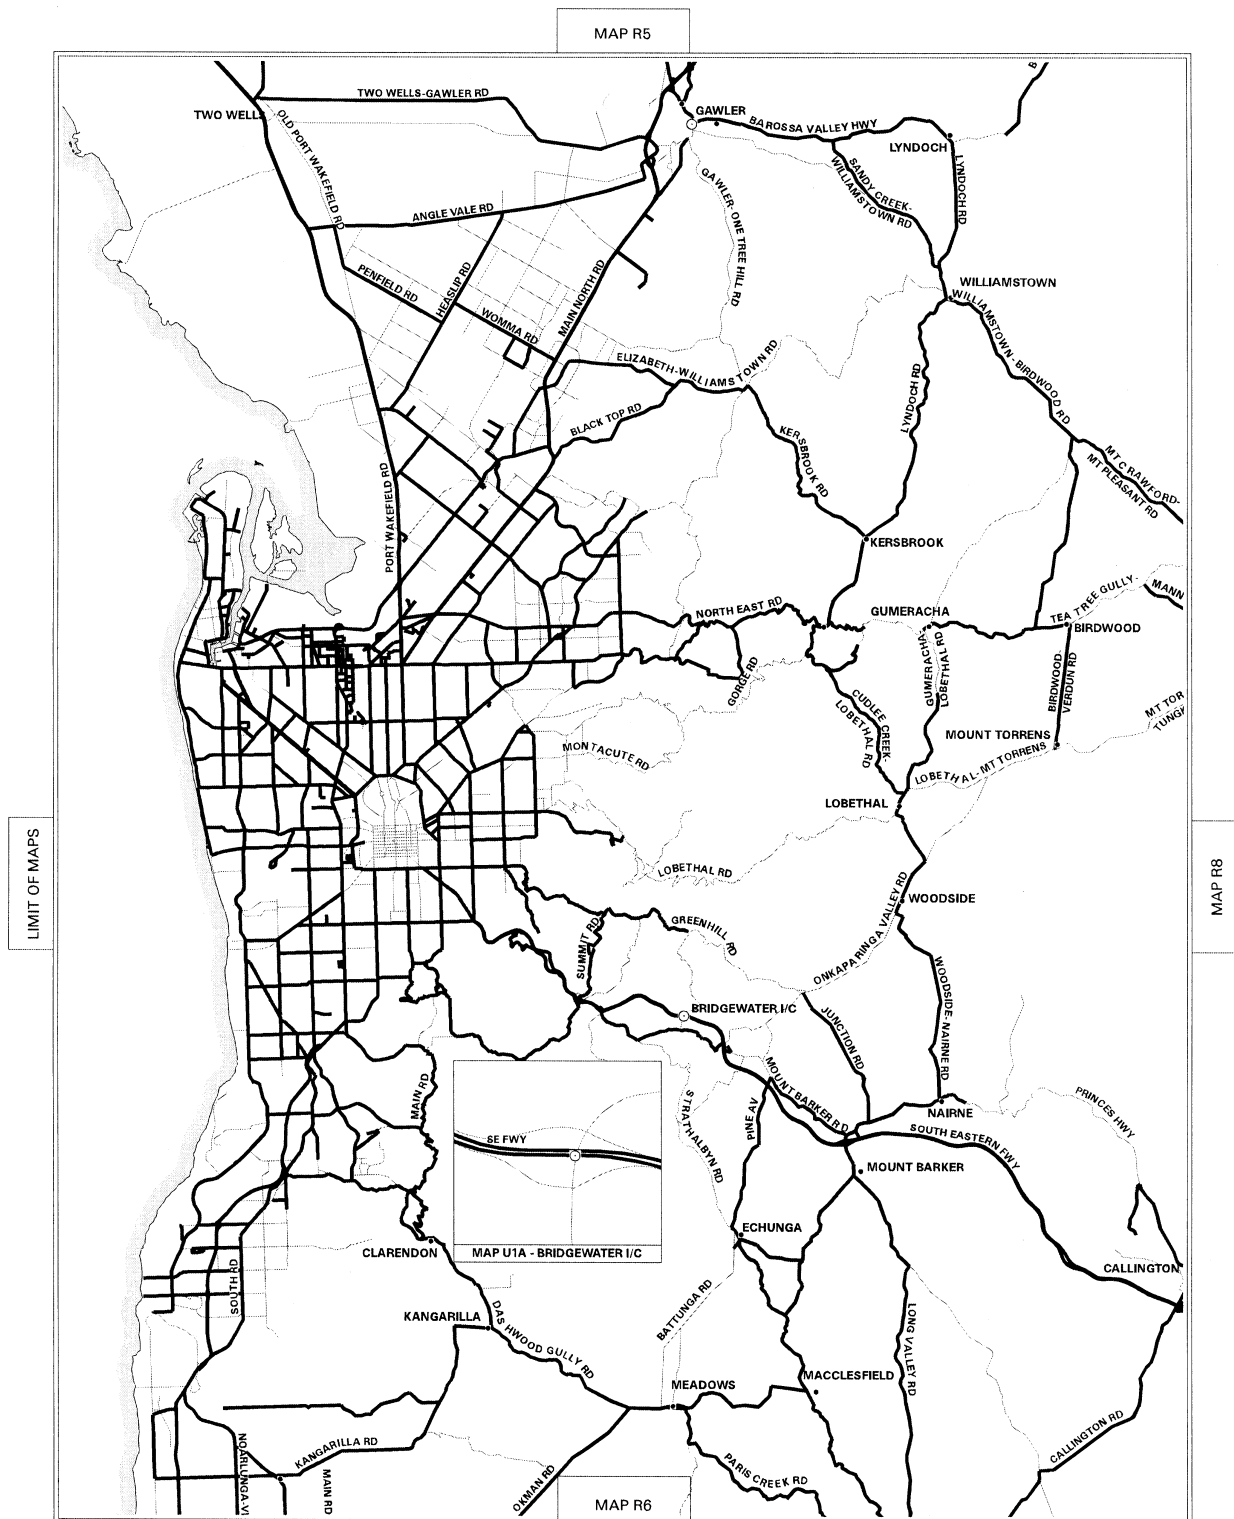 MAP R5
TWO WELLS-GAWLER RD
TWO WELLS
OLD PORT WAKEFIELD RD
GAWLER
BAROSSA VALLEY HWY
LYNDOCH
SANDY CREEK-
WILLIAMSTOWN RD
LYNDOCH RD
GAWLER-ONE TREE HILL RD
ANGLE VALE RD
PENFIELD RD
HEASLIP RD
MAIN NORTH RD
WOMMA RD
WILLIAMSTOWN
WILLIAMSTOWN - BIRDWOOD RD
ELIZABETH-WILLIAMSTOWN RD
BLACK TOP RD
LYNDOCH RD
KERSBROOK RD
MT CRAWFORD-
MT PLEASANT RD
PORT WAKEFIELD RD
KERSBROOK
NORTH EAST RD
GUMERACHA
TEA TREE GULLY-
MANN
BIRDWOOD
GORGE RD
GUMERACHA-
LOBETHAL RD
BIRDWOOD
VERDUN RD
CUDLEE CREEK-
LOBETHAL RD
MT TOR
TUNGK
MOUNT TORRENS
MONTACUTE RD
LOBETHAL-MT TORRENS
LOBETHAL
LIMIT OF MAPS
MAP R8
LOBETHAL RD
WOODSIDE
GREENHILL RD
SUMMIT RD
ONKAPARINGA VALLEY RD
WOODSIDE-NAIRNE RD
BRIDGEWATER I/C
JUNCTION RD
MOUNT BARKER RD
MAIN RD
STRATHALBYN RD
PINE AV
NAIRNE
PRINCES HWY
SOUTH EASTERN FWY
SE FWY
MOUNT BARKER
ECHUNGA
CLARENDON
MAP U1A - BRIDGEWATER I/C
CALLINGTON
SOUTH RD
KANGARILLA
DASHWOOD GULLY RD
BATTUNGA RD
LONG VALLEY RD
MACCLESFIELD
MEADOWS
KANGARILLA RD
NOARLUNGA-VI
MAIN RD
OKMAN RD
PARIS CREEK RD
CALLINGTON RD
MAP R6